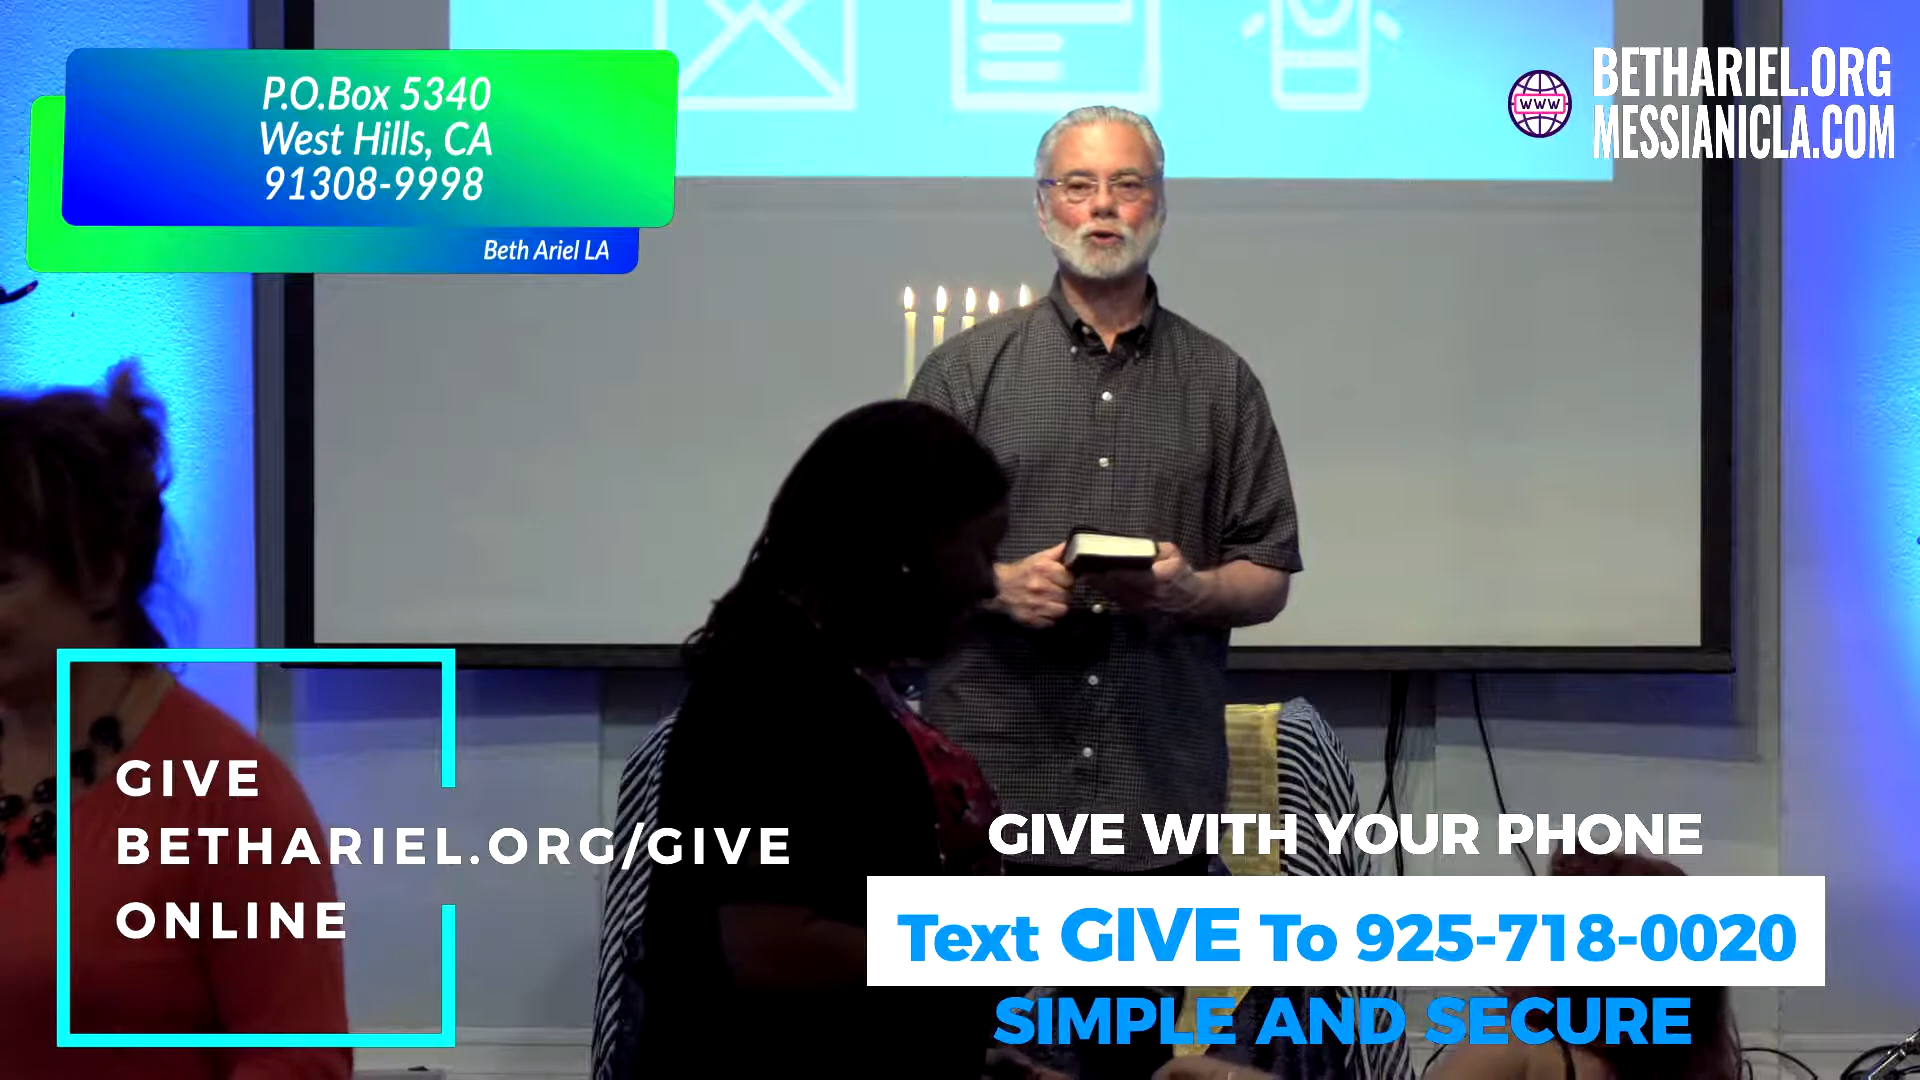 P.O.Box 5340
West Hills, CA
91308-9998
Beth Ariel LA
WWW
BETHARIEL.ORG
MESSIANICLA.COM
GIVE
BETHARIEL.ORG/GIVE
ONLINE
GIVE WITH YOUR PHONE
Text GIVE To 925-718-0020
SIMPLE AND SECURE